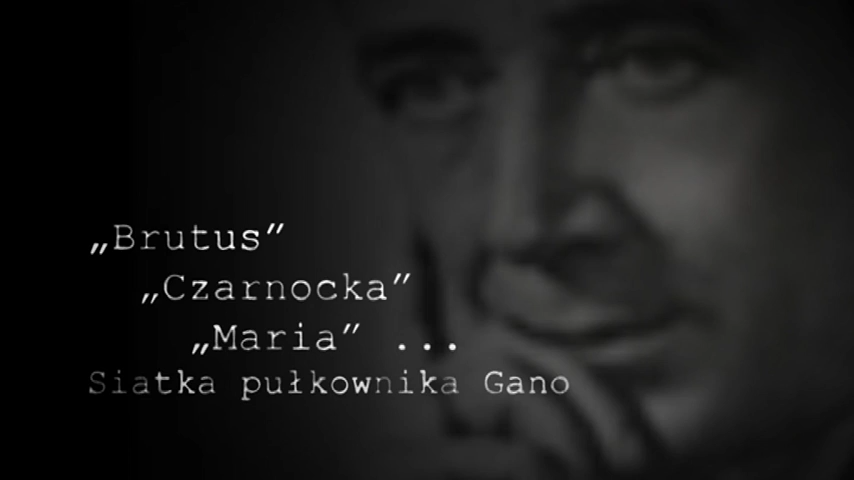 „Brutus”
„Czarnocka”
„Maria” ...
Siatka pułkownika Gano